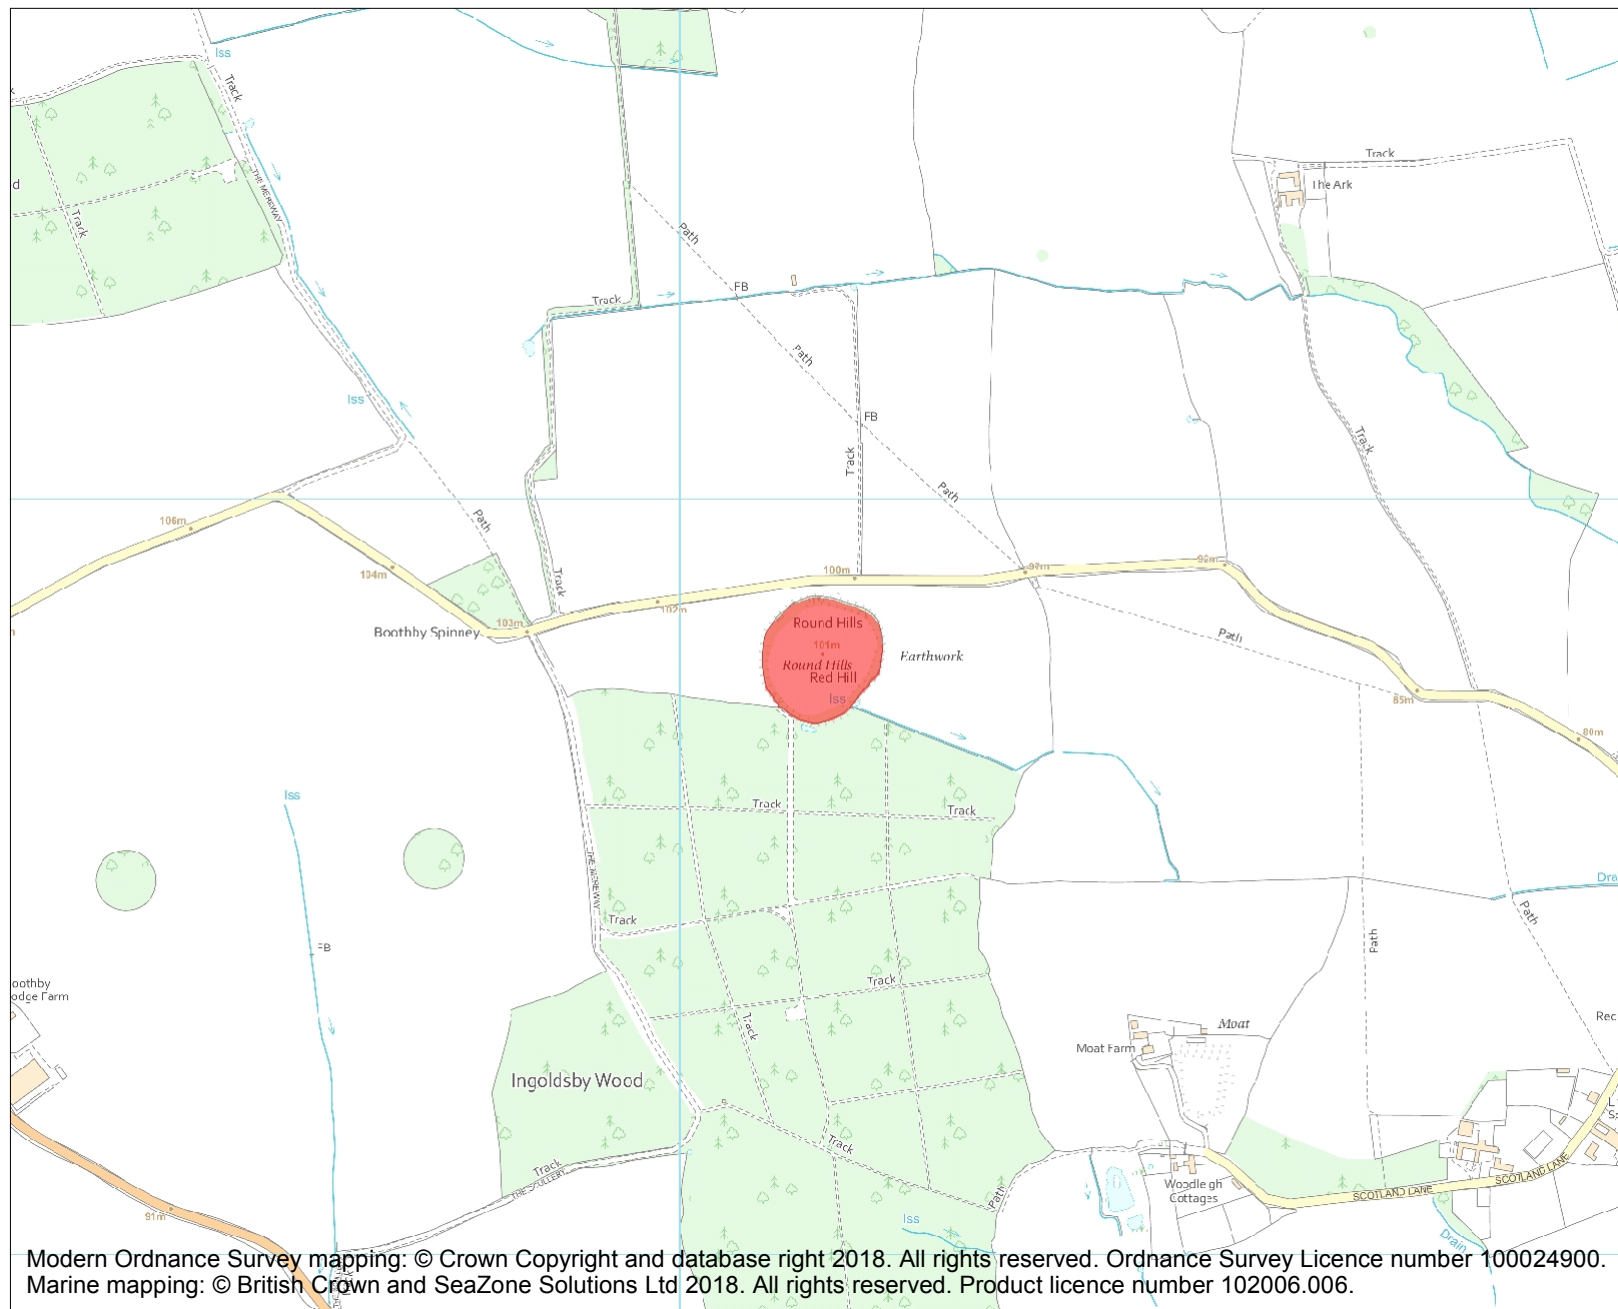 Iss
Track
Track
The Ark
THE MEREWAY
Track
Path
FB
Track
Path
Iss
FB
Track
Track
Path
106m
Path
104m
Track
100m
97m
92m
102m
103m
Boothby Spinney
Round Hills
101m
Round Hills
Red Hill
Earthwork
Iss
Path
85m
80m
Iss
Track
Track
THE MEREWAY
Track
Path
Path
FB
Track
Track
Moat
Moat Farm
Ingoldsby Wood
Track
Track
THE SCULLERY
Path
Woodleigh
Cottages
SCOTLAND LANE
SCOTLAND LANE
91m
Iss
Drain
Modern Ordnance Survey mapping: © Crown Copyright and database right 2018. All rights reserved. Ordnance Survey Licence number 100024900.
Marine mapping: © British Crown and SeaZone Solutions Ltd 2018. All rights reserved. Product licence number 102006.006.